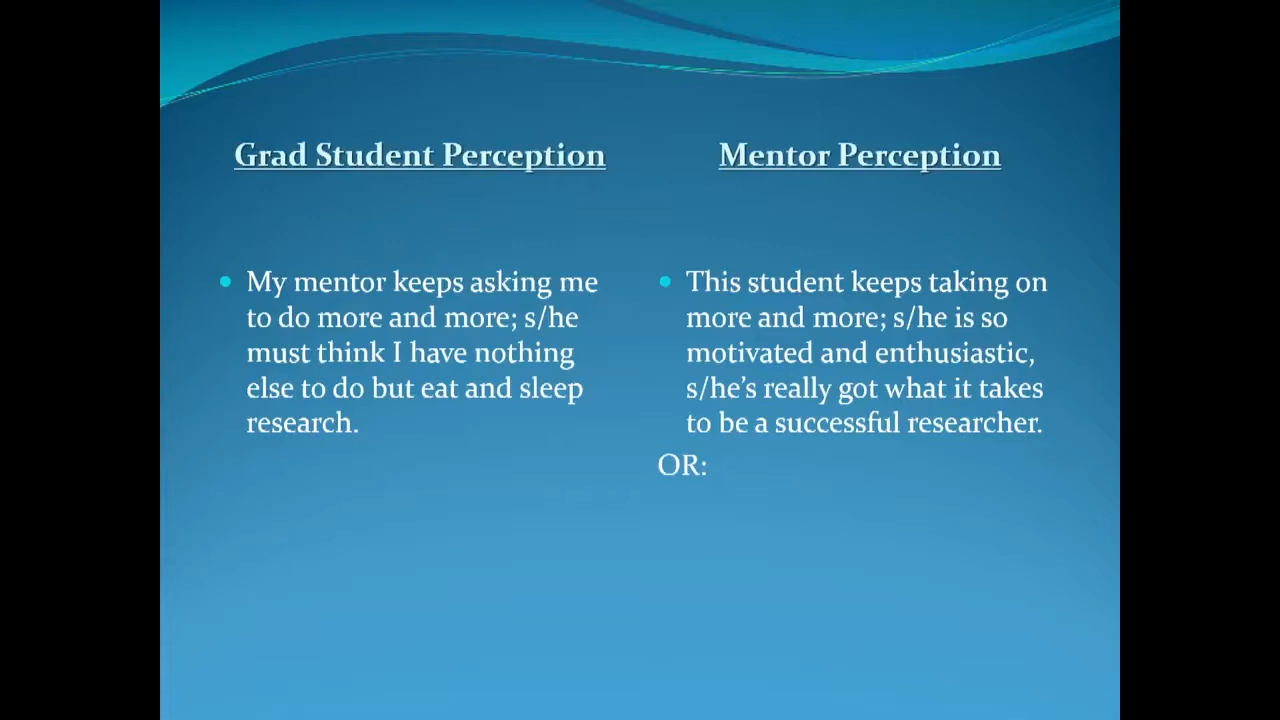 Grad Student Perception
My mentor keeps asking me
to do more and more; s/he
must think I have nothing
else to do but eat and sleep
research.
Mentor Perception
This student keeps taking on
more and more; s/he is so
motivated and enthusiastic,
s/he's really got what it takes
to be a successful researcher.
OR: